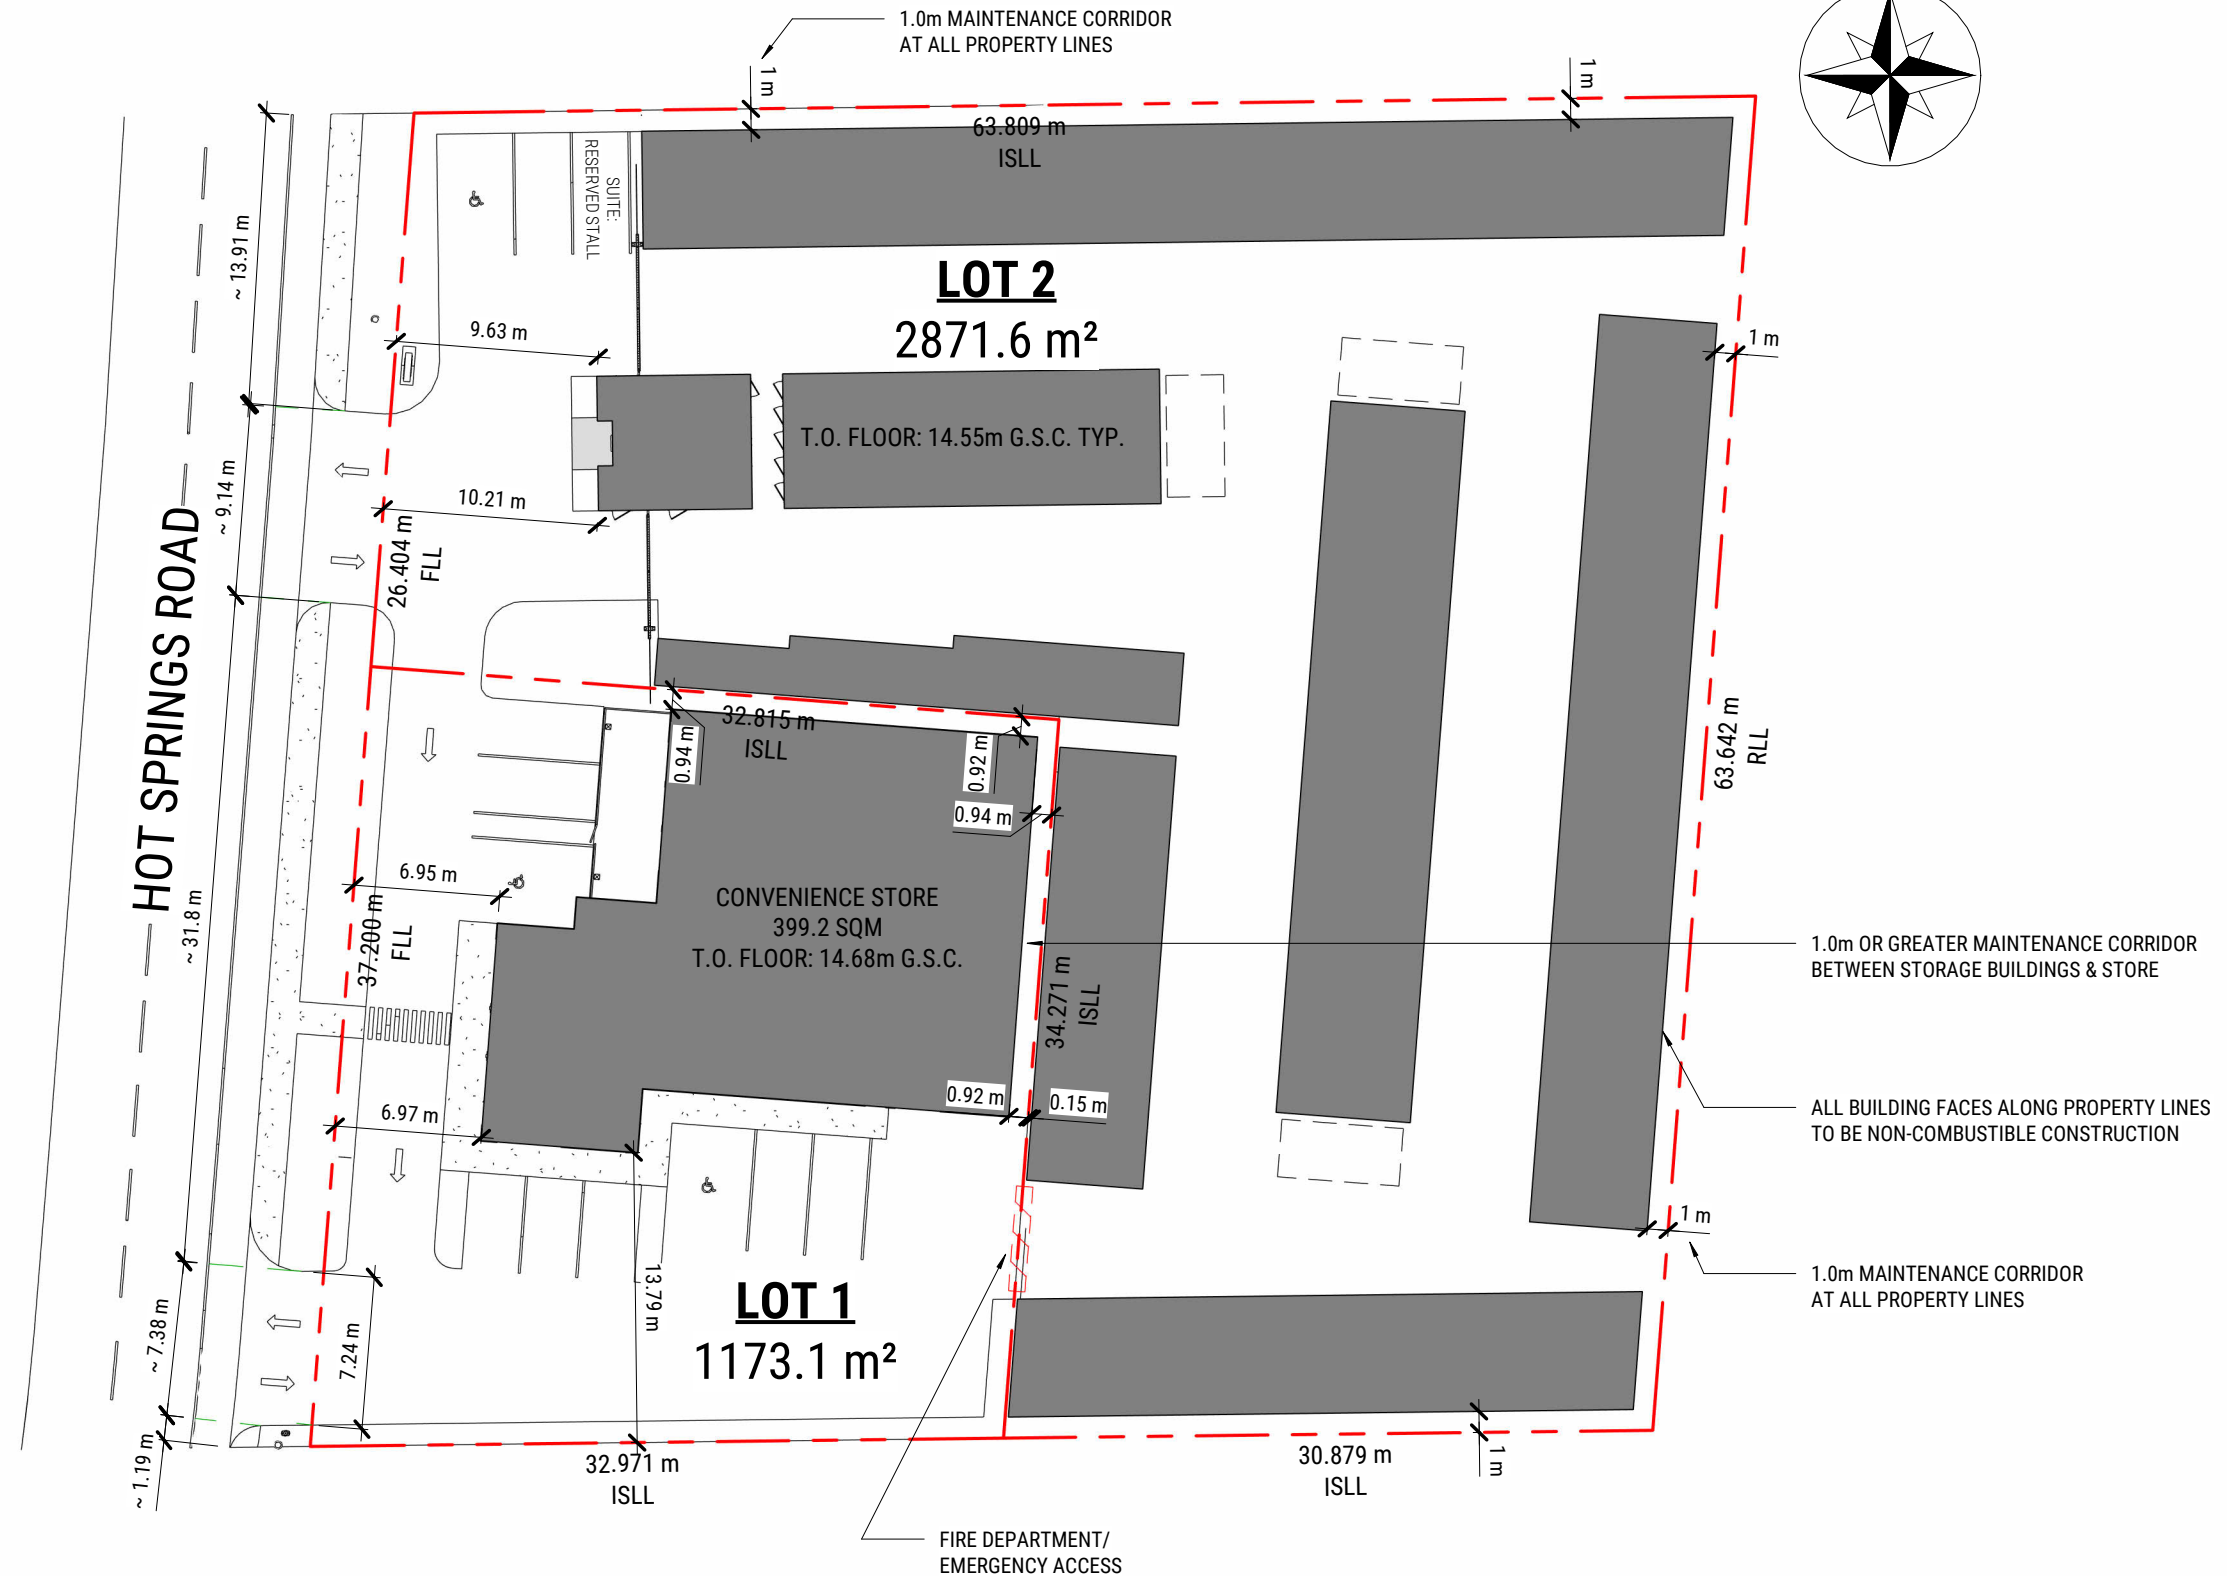 1.0m MAINTENANCE CORRIDOR
AT ALL PROPERTY LINES
1 m
1 m
63.809 m
ISLL
SUITE:
RESERVED STALL
~ 13.91 m
LOT 2
2871.6 m²
9.63 m
1 m
T.O. FLOOR: 14.55m G.S.C. TYP.
~ 9.14 m
10.21 m
26.404 m
FLL
HOT SPRINGS ROAD
32.815 m
ISLL
0.94 m
0.92 m
0.94 m
63.642 m
RLL
6.95 m
CONVENIENCE STORE
399.2 SQM
T.O. FLOOR: 14.68m G.S.C.
~ 31.8 m
37.200 m
FLL
1.0m OR GREATER MAINTENANCE CORRIDOR
BETWEEN STORAGE BUILDINGS & STORE
34.271 m
ISLL
0.92 m
0.15 m
6.97 m
ALL BUILDING FACES ALONG PROPERTY LINES
TO BE NON-COMBUSTIBLE CONSTRUCTION
1 m
13.79 m
LOT 1
1173.1 m²
1.0m MAINTENANCE CORRIDOR
AT ALL PROPERTY LINES
~ 7.38 m
7.24 m
~ 1.19 m
32.971 m
ISLL
30.879 m
ISLL
1 m
FIRE DEPARTMENT/
EMERGENCY ACCESS